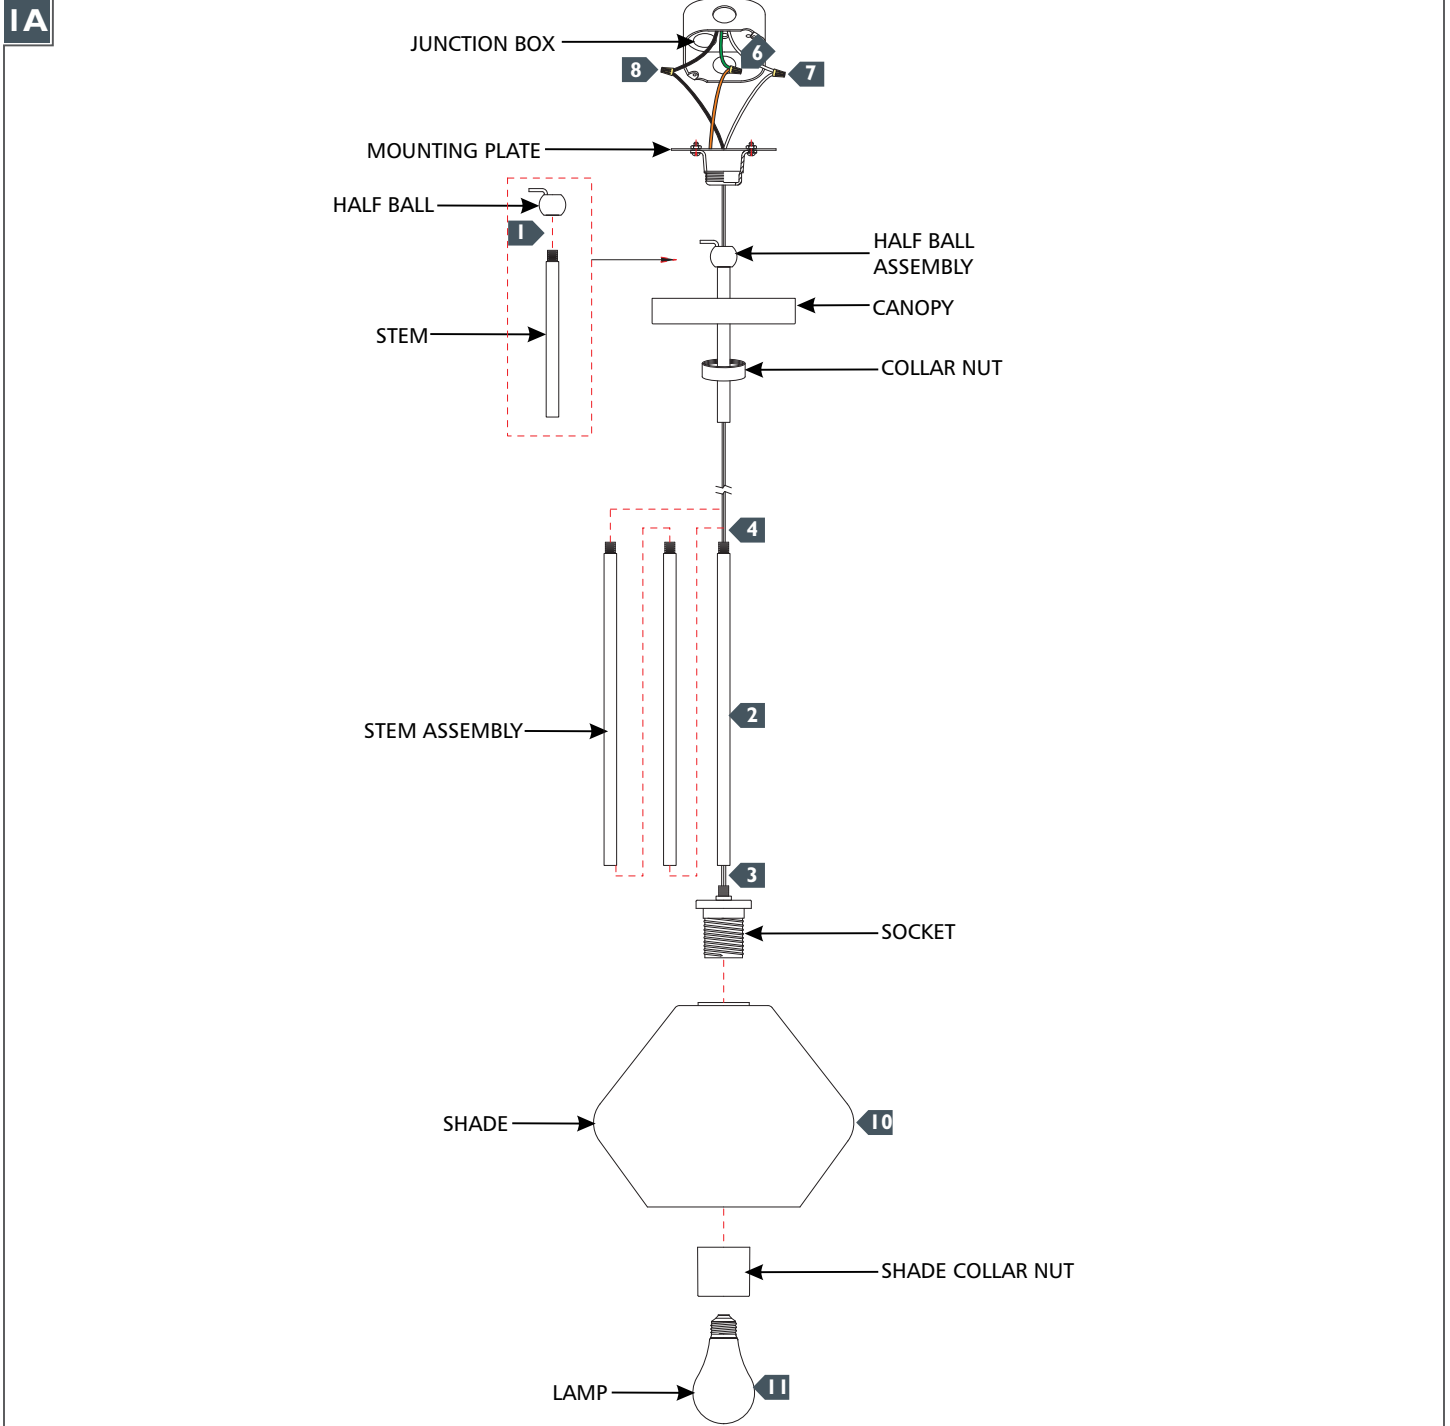 1A
JUNCTION BOX
6
8
7
MOUNTING PLATE
HALF BALL
1
HALF BALL
ASSEMBLY
CANOPY
STEM
COLLAR NUT
4
2
STEM ASSEMBLY
3
SOCKET
SHADE
10
SHADE COLLAR NUT
LAMP
11